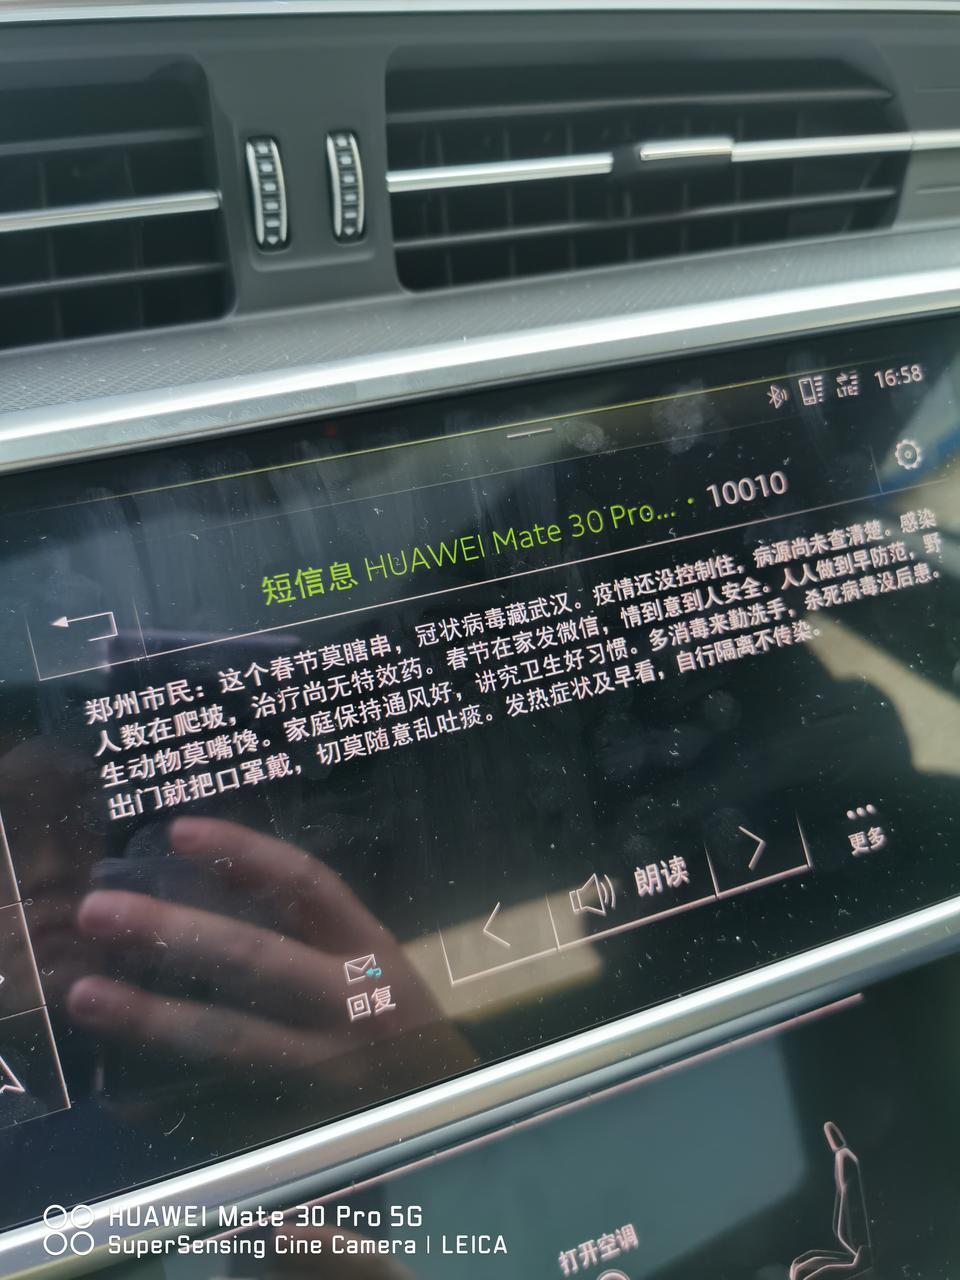 16:58
短信息 HUAWEI Mate 30 Pro... · 10010
郑州市民：这个春节莫瞎串，冠状病毒藏武汉。疫情还没控制住，病源尚未查清楚。感染
人数在爬坡，治疗尚无特效药。春节在家发微信，情到意到人安全。人人做到早防范，野
生动物莫嘴馋。家庭保持通风好，讲究卫生好习惯。多消毒来勤洗手，杀死病毒没后患。
出门就把口罩戴，切莫随意乱吐痰。发热症状及早看，自行隔离不传染。
朗读
更多
回复
打开空调
HUAWEI Mate 30 Pro 5G
SuperSensing Cine Camera | LEICA